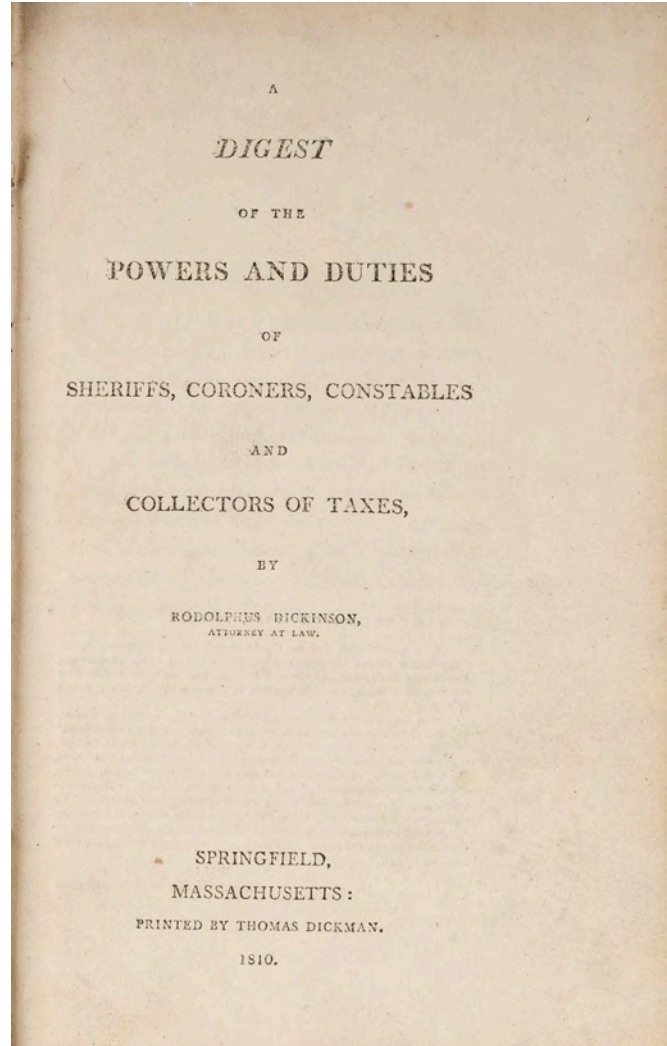 A
DIGEST
OF THE
POWERS AND DUTIES
OF
SHERIFFS, CORONERS, CONSTABLES
AND
COLLECTORS OF TAXES,
BY
RODOLPHUS DICKINSON,
ATTORNEY AT LAW.
SPRINGFIELD,
MASSACHUSETTS:
PRINTED BY THOMAS DICKMAN.
1810.